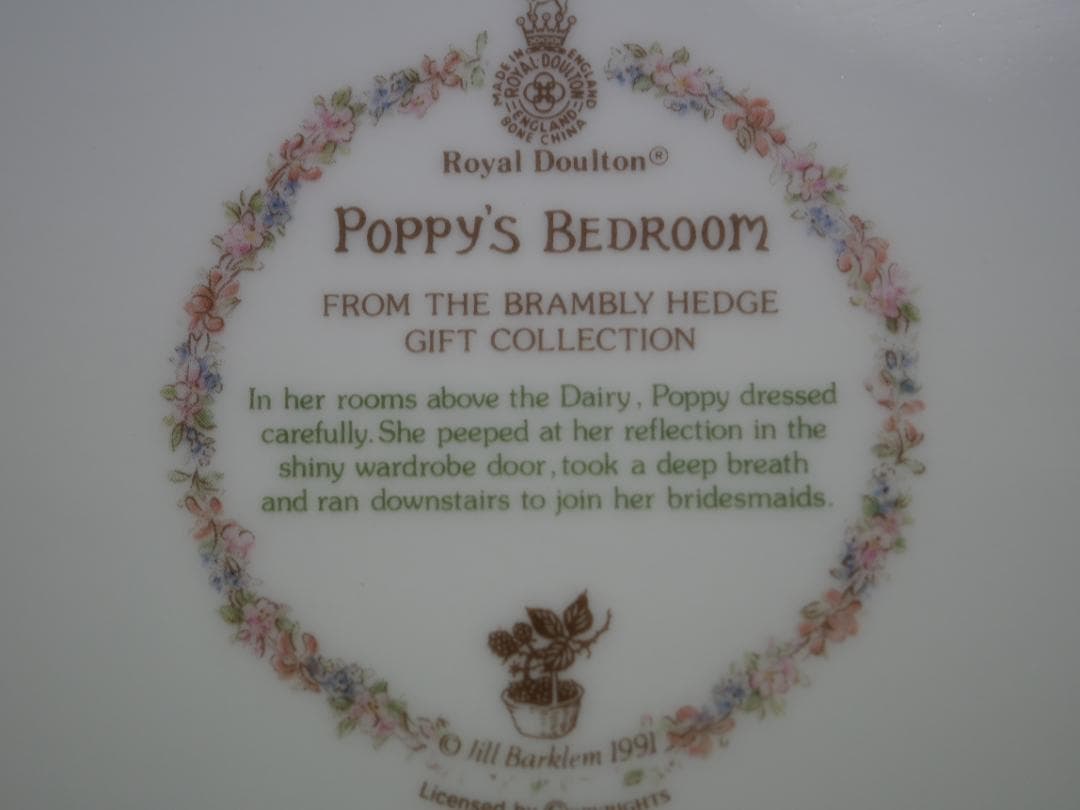 MADE IN ENGLAND
ROYAL DOULTON
ENGLAND
BONE CHINA
Royal Doulton®
POPPY'S BEDROOM
FROM THE BRAMBLY HEDGE
GIFT COLLECTION
In her rooms above the Dairy, Poppy dressed
carefully. She peeped at her reflection in the
shiny wardrobe door, took a deep breath
and ran downstairs to join her bridesmaids.
© Jill Barklem 1991
Licensed by